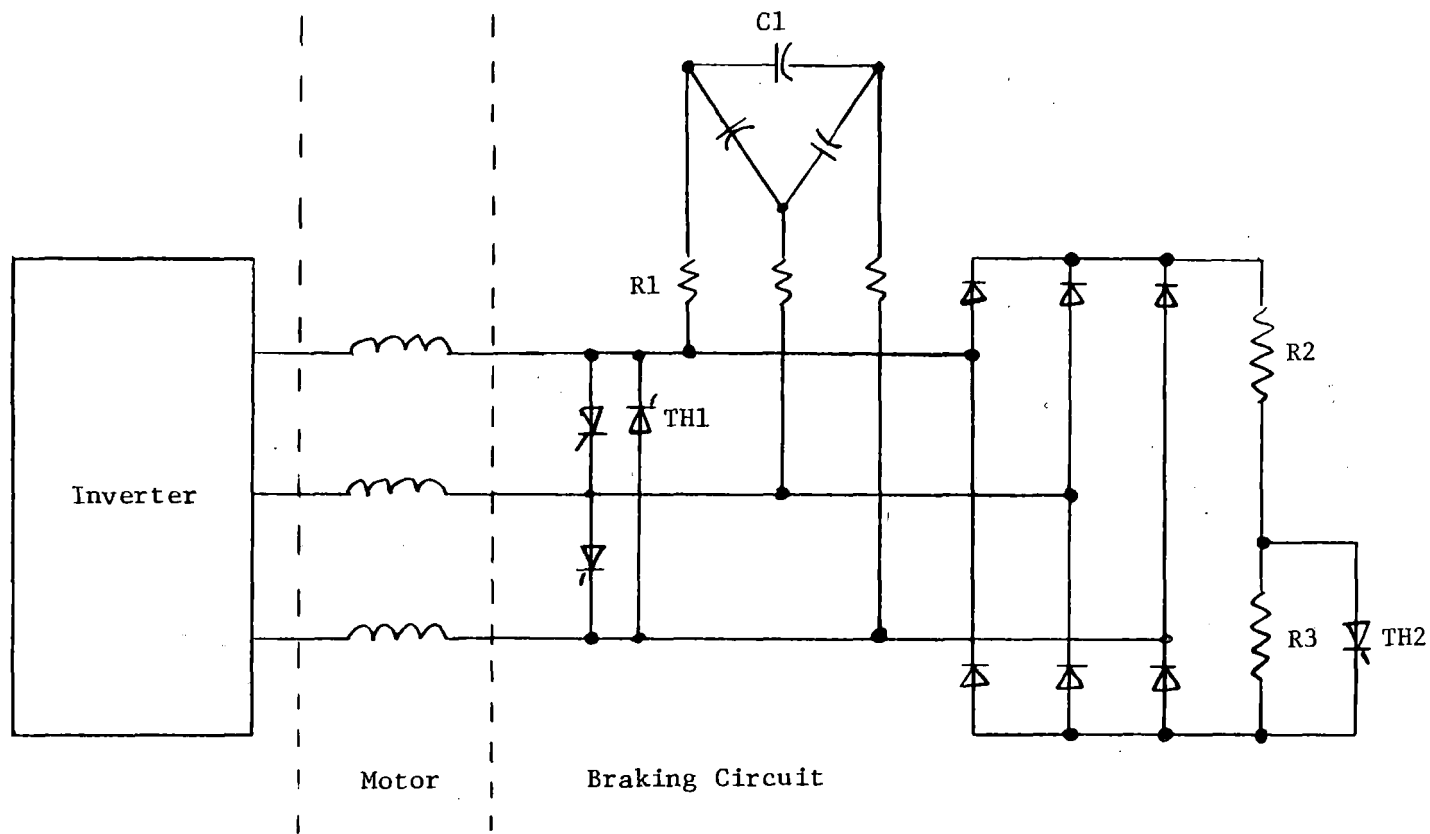 C1
R1
R2
TH1
Inverter
R3
TH2
Motor
Braking Circuit